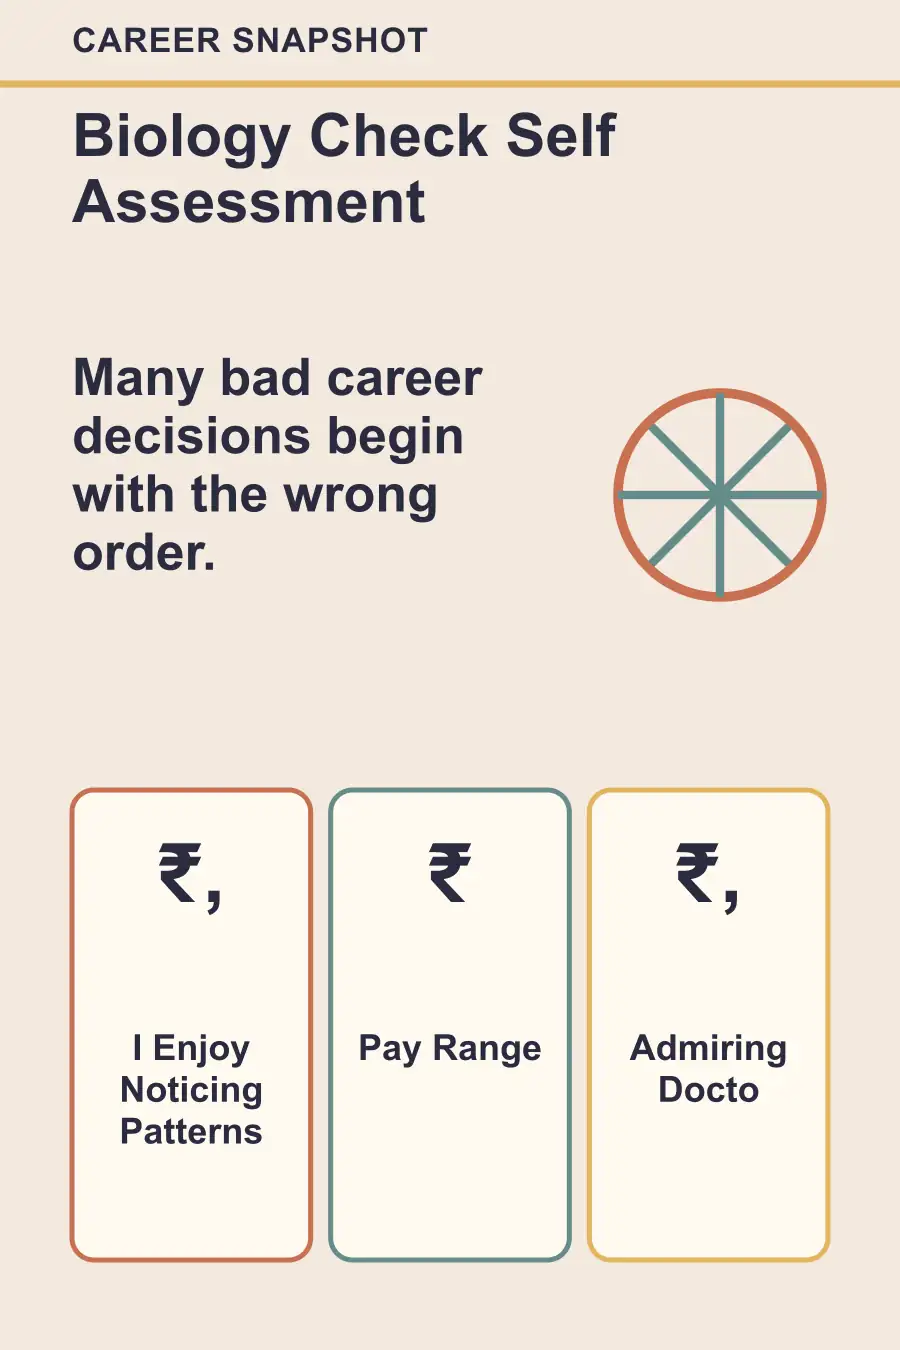 CAREER SNAPSHOT
Biology Check Self
Assessment
Many bad career
decisions begin
with the wrong
order.
₹,
I Enjoy
Noticing
Patterns
₹
Pay Range
₹,
Admiring
Docto